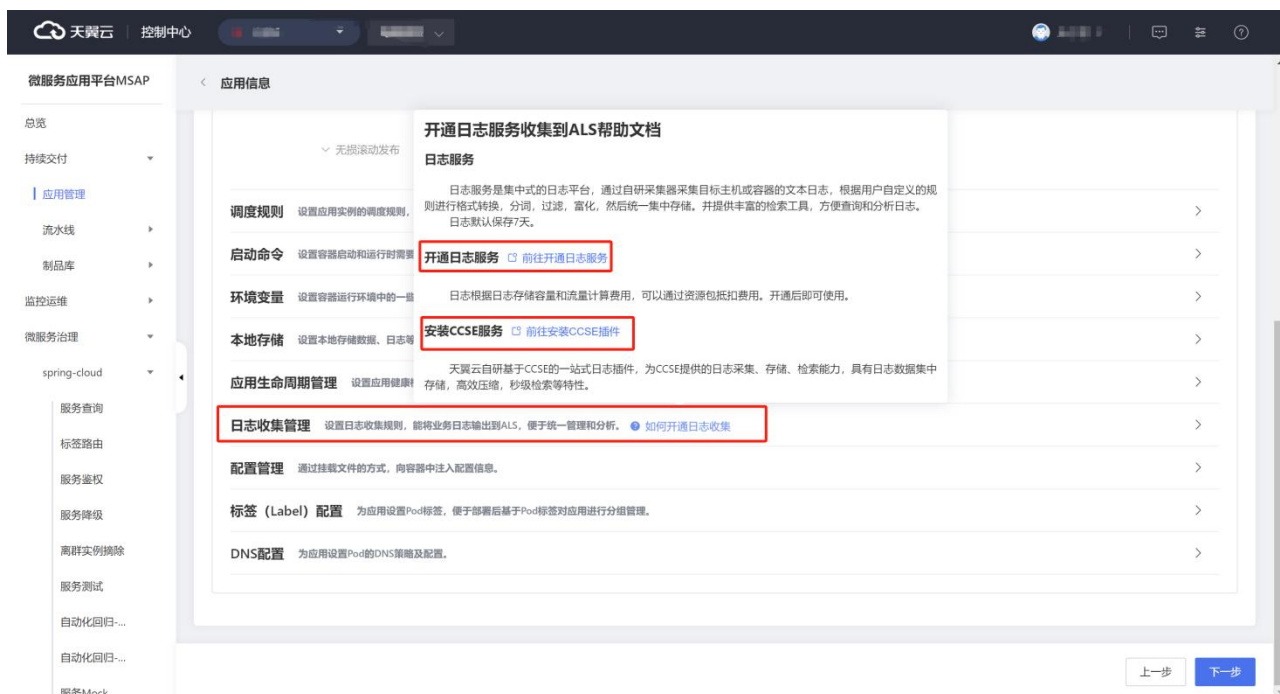 天翼云
控制中心
微服务应用平台MSAP
应用信息
总览
持续交付
应用管理
流水线
制品库
监控运维
微服务治理
spring-cloud
服务查询
标签路由
服务鉴权
服务降级
离群实例摘除
服务测试
自动化回归-...
自动化回归-...
服务Mock
无损滚动发布
开通日志服务收集到ALS帮助文档
日志服务
日志服务是集中式的日志平台，通过自研采集器采集目标主机或容器的文本日志，根据用户自定义的规
则进行格式转换，分词，过滤，富化，然后统一集中存储。并提供丰富的检索工具，方便查询和分析日志。
日志默认保存7天。
开通日志服务 前往开通日志服务
日志根据日志存储容量和流量计算费用，可以通过资源包抵扣费用。开通后即可使用。
安装CCSE服务 前往安装CCSE插件
天翼云自研基于CCSE的一站式日志插件，为CCSE提供的日志采集、存储、检索能力，具有日志数据集中
存储，高效压缩，秒级检索等特性。
调度规则 设置应用实例的调度规则，
启动命令 设置容器启动和运行时需要
环境变量 设置容器运行环境中的一些
本地存储 设置本地存储数据、日志等
应用生命周期管理 设置应用健康
日志收集管理 设置日志收集规则，能将业务日志输出到ALS，便于统一管理和分析。 如何开通日志收集
配置管理 通过挂载文件的方式，向容器中注入配置信息。
标签（Label）配置 为应用设置Pod标签，便于部署后基于Pod标签对应用进行分组管理。
DNS配置 为应用设置Pod的DNS策略及配置。
上一步
下一步